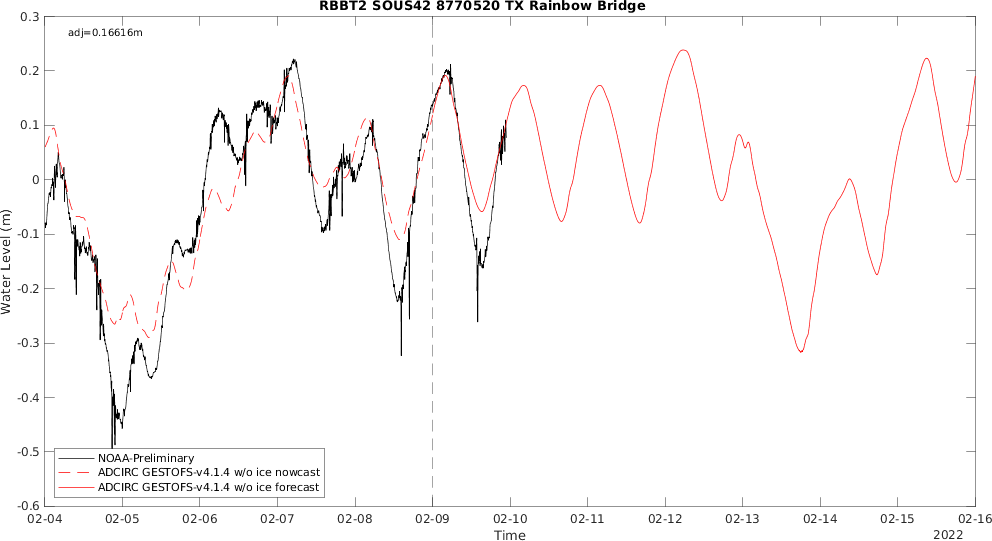 RBBT2 SOUS42 8770520 TX Rainbow Bridge
adj=0.16616m
0.3
0.2
0.1
0
-0.1
-0.2
-0.3
-0.4
-0.5
-0.6
Water Level (m)
NOAA-Preliminary
ADCIRC GESTOFS-v4.1.4 w/o ice nowcast
ADCIRC GESTOFS-v4.1.4 w/o ice forecast
02-04 02-05 02-06 02-07 02-08 02-09 02-10 02-11 02-12 02-13 02-14 02-15 02-16
Time
2022